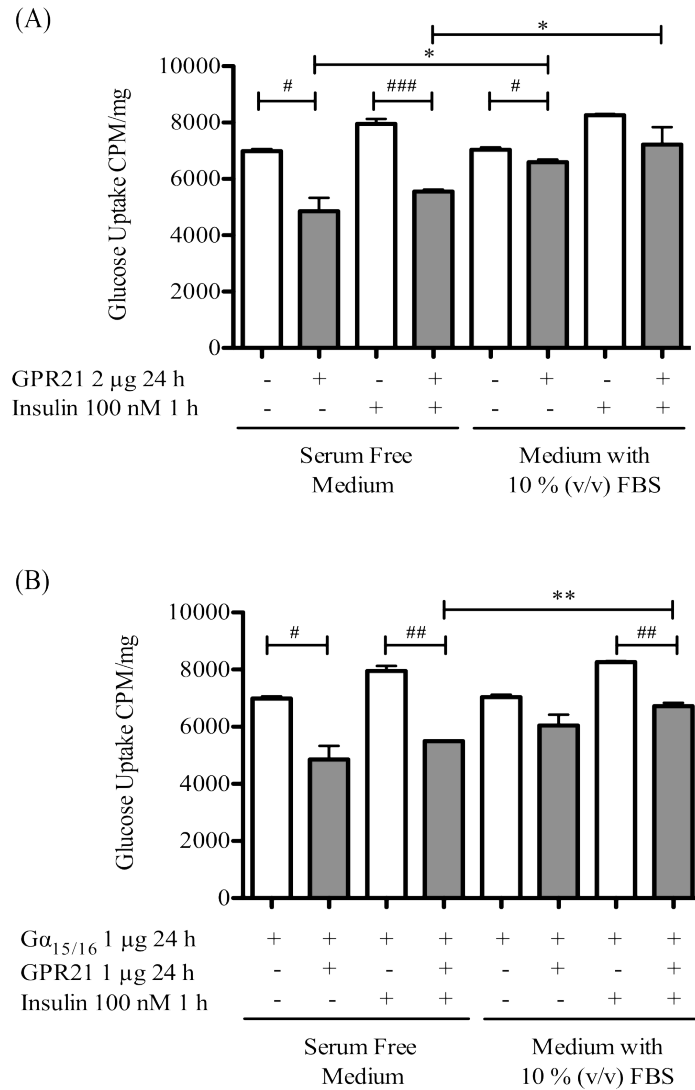 (A)
*
*
# ### #
10000
8000
6000
4000
2000
0
Glucose Uptake CPM/mg
GPR21 2 µg 24 h - + - + - + - +
Insulin 100 nM 1 h - - + + - - + +
Serum Free Medium with
Medium 10 % (v/v) FBS
(B)
**
# ## ##
10000
8000
6000
4000
2000
0
Glucose Uptake CPM/mg
Gα15/16 1 µg 24 h + + + + + + + +
GPR21 1 µg 24 h - + - + - + - +
Insulin 100 nM 1 h - - + + - - + +
Serum Free Medium with
Medium 10 % (v/v) FBS